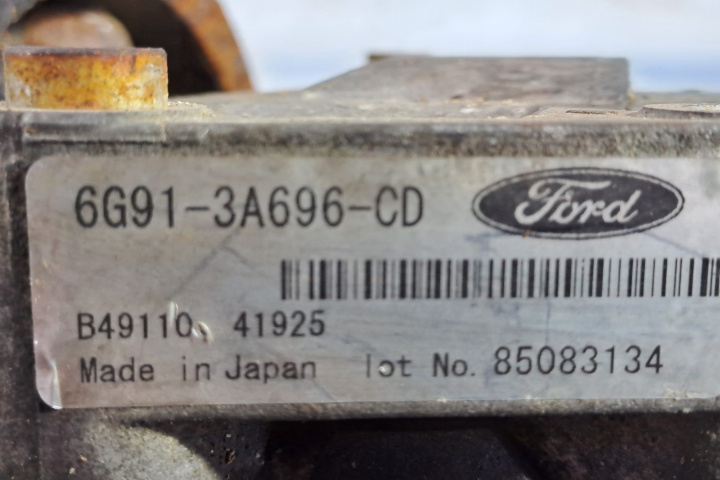 6G91-3A696-CD Ford
B49110 41925
Made in Japan lot No. 85083134